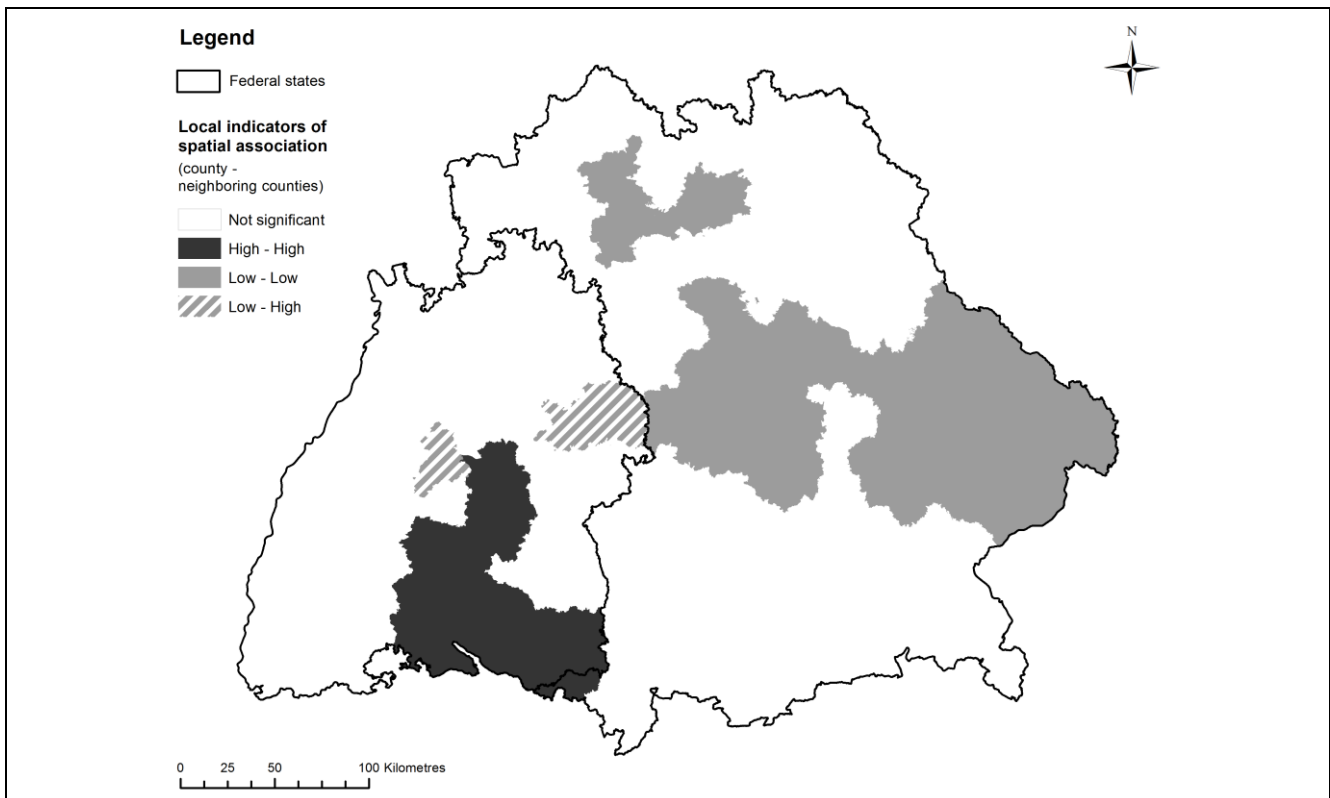 Legend
N
Federal states
Local indicators of
spatial association
(county -
neighboring counties)
Not significant
High - High
Low - Low
Low - High
0 25 50 100 Kilometres